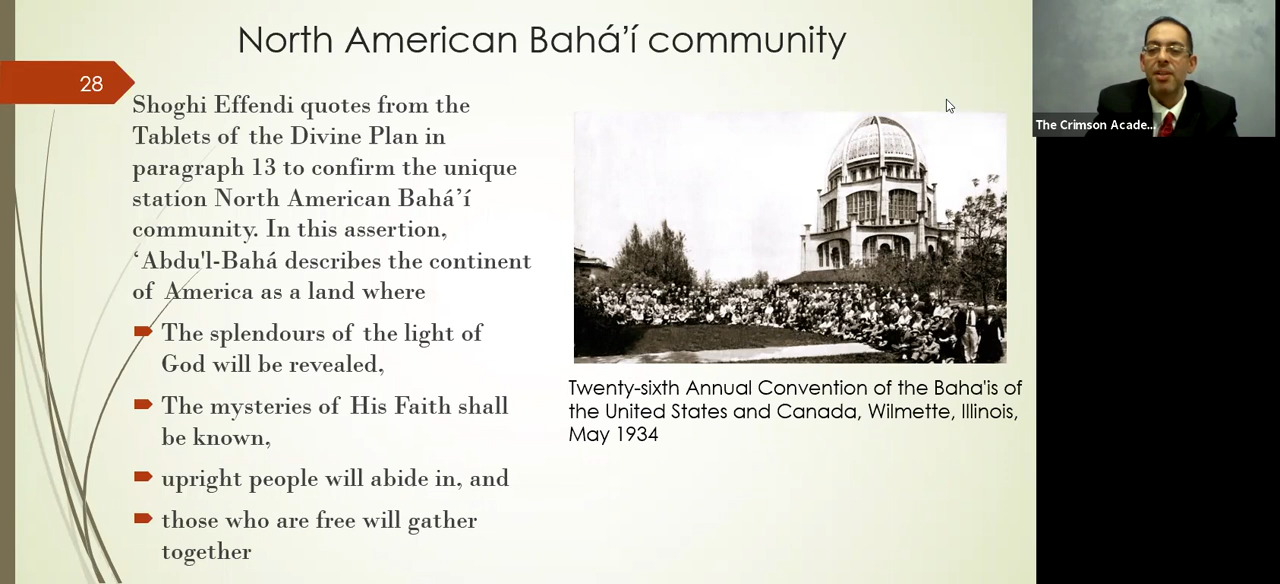 North American Bahá’í community
28
Shoghi Effendi quotes from the
Tablets of the Divine Plan in
paragraph 13 to confirm the unique
station North American Bahá’í
community. In this assertion,
‘Abdu'l-Bahá describes the continent
of America as a land where
The splendours of the light of
God will be revealed,
The mysteries of His Faith shall
be known,
upright people will abide in, and
those who are free will gather
together
Twenty-sixth Annual Convention of the Baha'is of
the United States and Canada, Wilmette, Illinois,
May 1934
The Crimson Acade...